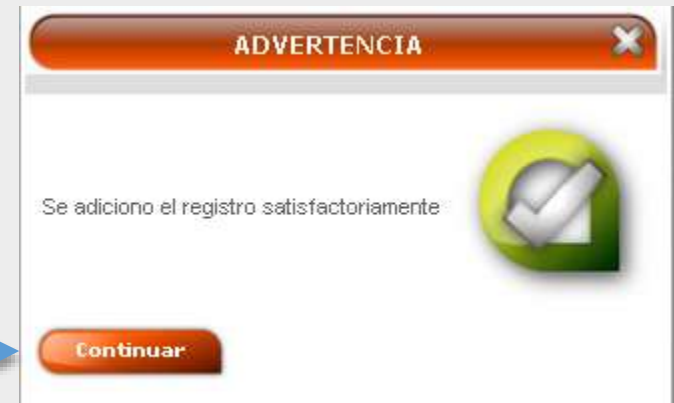 ADVERTENCIA
Se adiciono el registro satisfactoriamente
Continuar